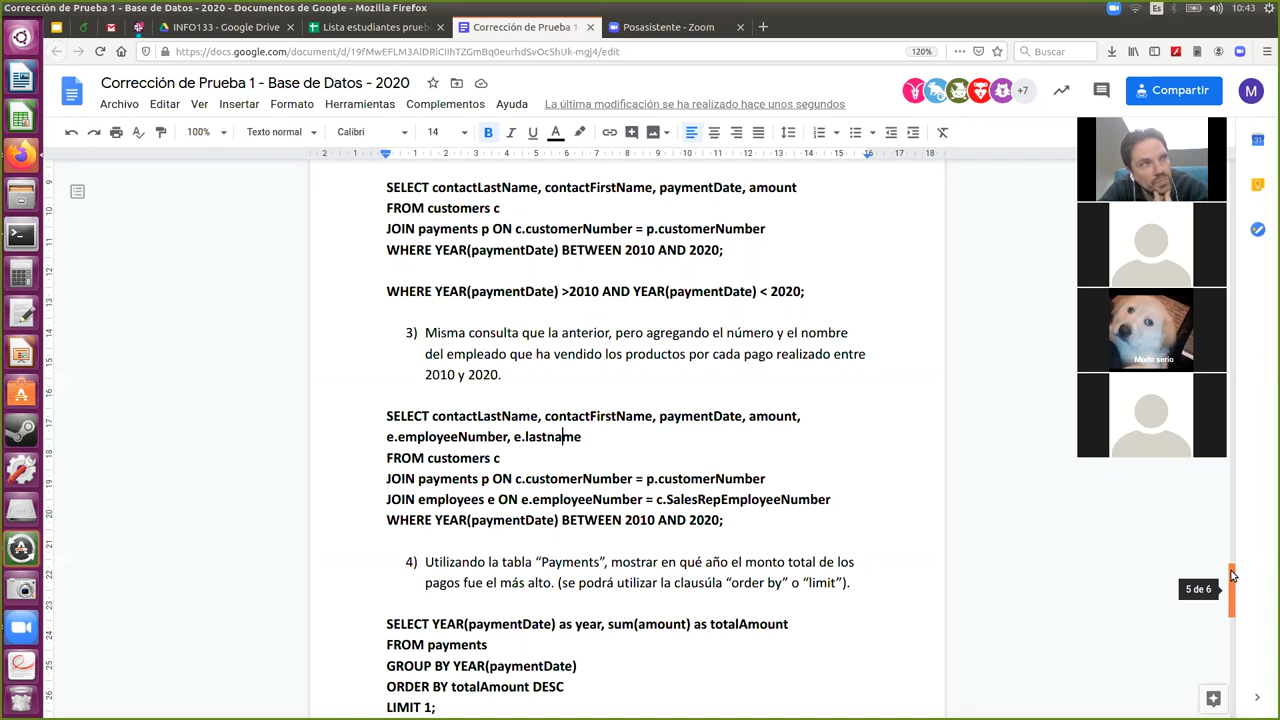 Corrección de Prueba 1 - Base de Datos - 2020 - Documentos de Google - Mozilla Firefox
Es
10:43
INFO133 - Google Drive
Lista estudiantes prueb
Corrección de Prueba 1
Posasistente - Zoom
https://docs.google.com/document/d/19fMwEFLM3AlDRiCIIhTZGmBq0eurhdSvOc5hUk-mgj4/edit
120%
Buscar
Corrección de Prueba 1 - Base de Datos - 2020
Archivo
Editar
Ver
Insertar
Formato
Herramientas
Complementos
Ayuda
La última modificación se ha realizado hace unos segundos
+7
Compartir
M
100%
Texto normal
Calibri
SELECT contactLastName, contactFirstName, paymentDate, amount
FROM customers c
JOIN payments p ON c.customerNumber = p.customerNumber
WHERE YEAR(paymentDate) BETWEEN 2010 AND 2020;
WHERE YEAR(paymentDate) >2010 AND YEAR(paymentDate) < 2020;
3) Misma consulta que la anterior, pero agregando el número y el nombre
del empleado que ha vendido los productos por cada pago realizado entre
2010 y 2020.
SELECT contactLastName, contactFirstName, paymentDate, amount,
e.employeeNumber, e.lastname
FROM customers c
JOIN payments p ON c.customerNumber = p.customerNumber
JOIN employees e ON e.employeeNumber = c.SalesRepEmployeeNumber
WHERE YEAR(paymentDate) BETWEEN 2010 AND 2020;
4) Utilizando la tabla “Payments”, mostrar en qué año el monto total de los
pagos fue el más alto. (se podrá utilizar la clausúla “order by” o “limit”).
SELECT YEAR(paymentDate) as year, sum(amount) as totalAmount
FROM payments
GROUP BY YEAR(paymentDate)
ORDER BY totalAmount DESC
LIMIT 1;
Modo serio
5 de 6